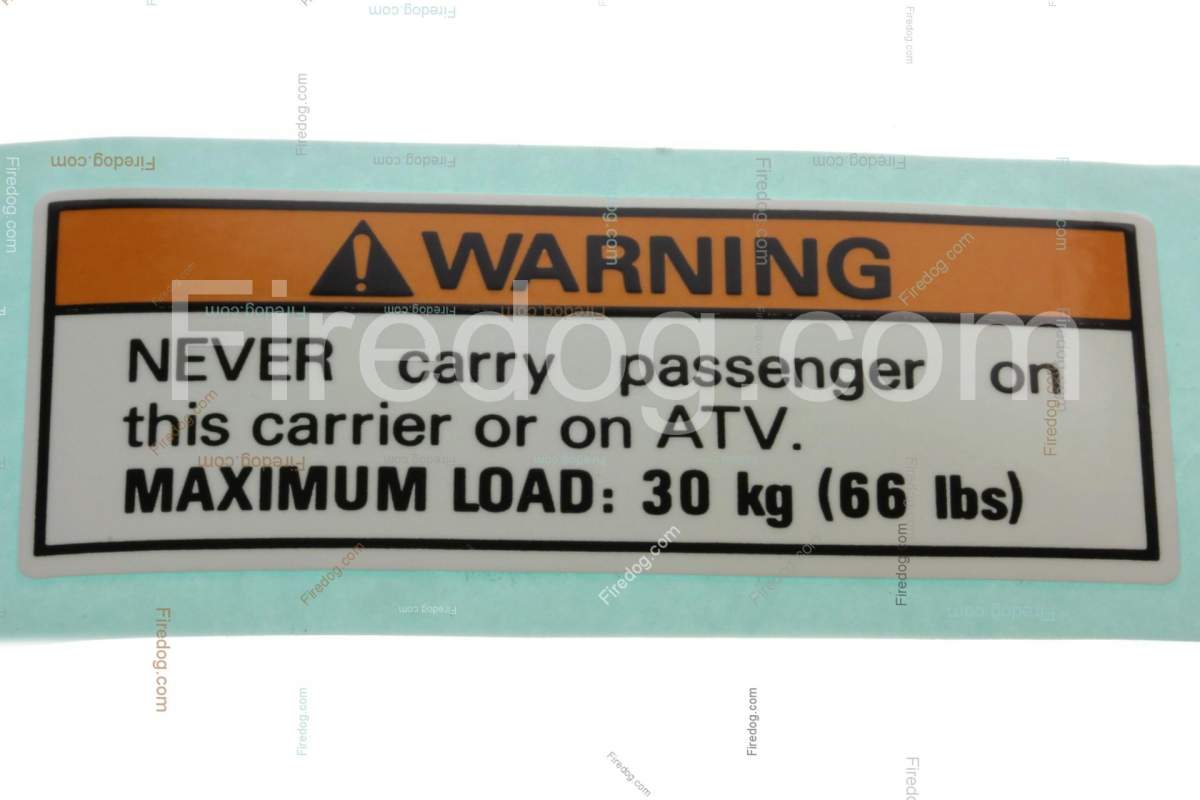 WARNING
NEVER carry passenger on
this carrier or on ATV.
MAXIMUM LOAD: 30 kg (66 lbs)
Firedog.com